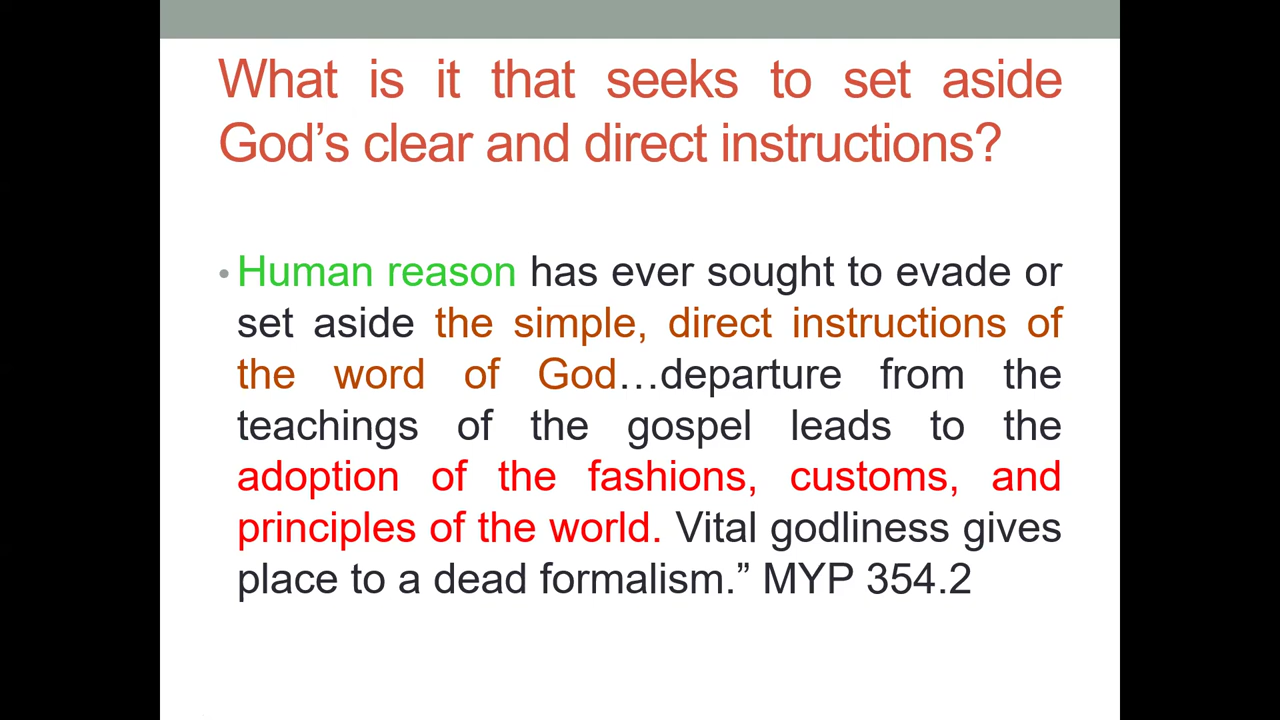 What is it that seeks to set aside
God’s clear and direct instructions?
• Human reason has ever sought to evade or
set aside the simple, direct instructions of
the word of God…departure from the
teachings of the gospel leads to the
adoption of the fashions, customs, and
principles of the world. Vital godliness gives
place to a dead formalism.” MYP 354.2